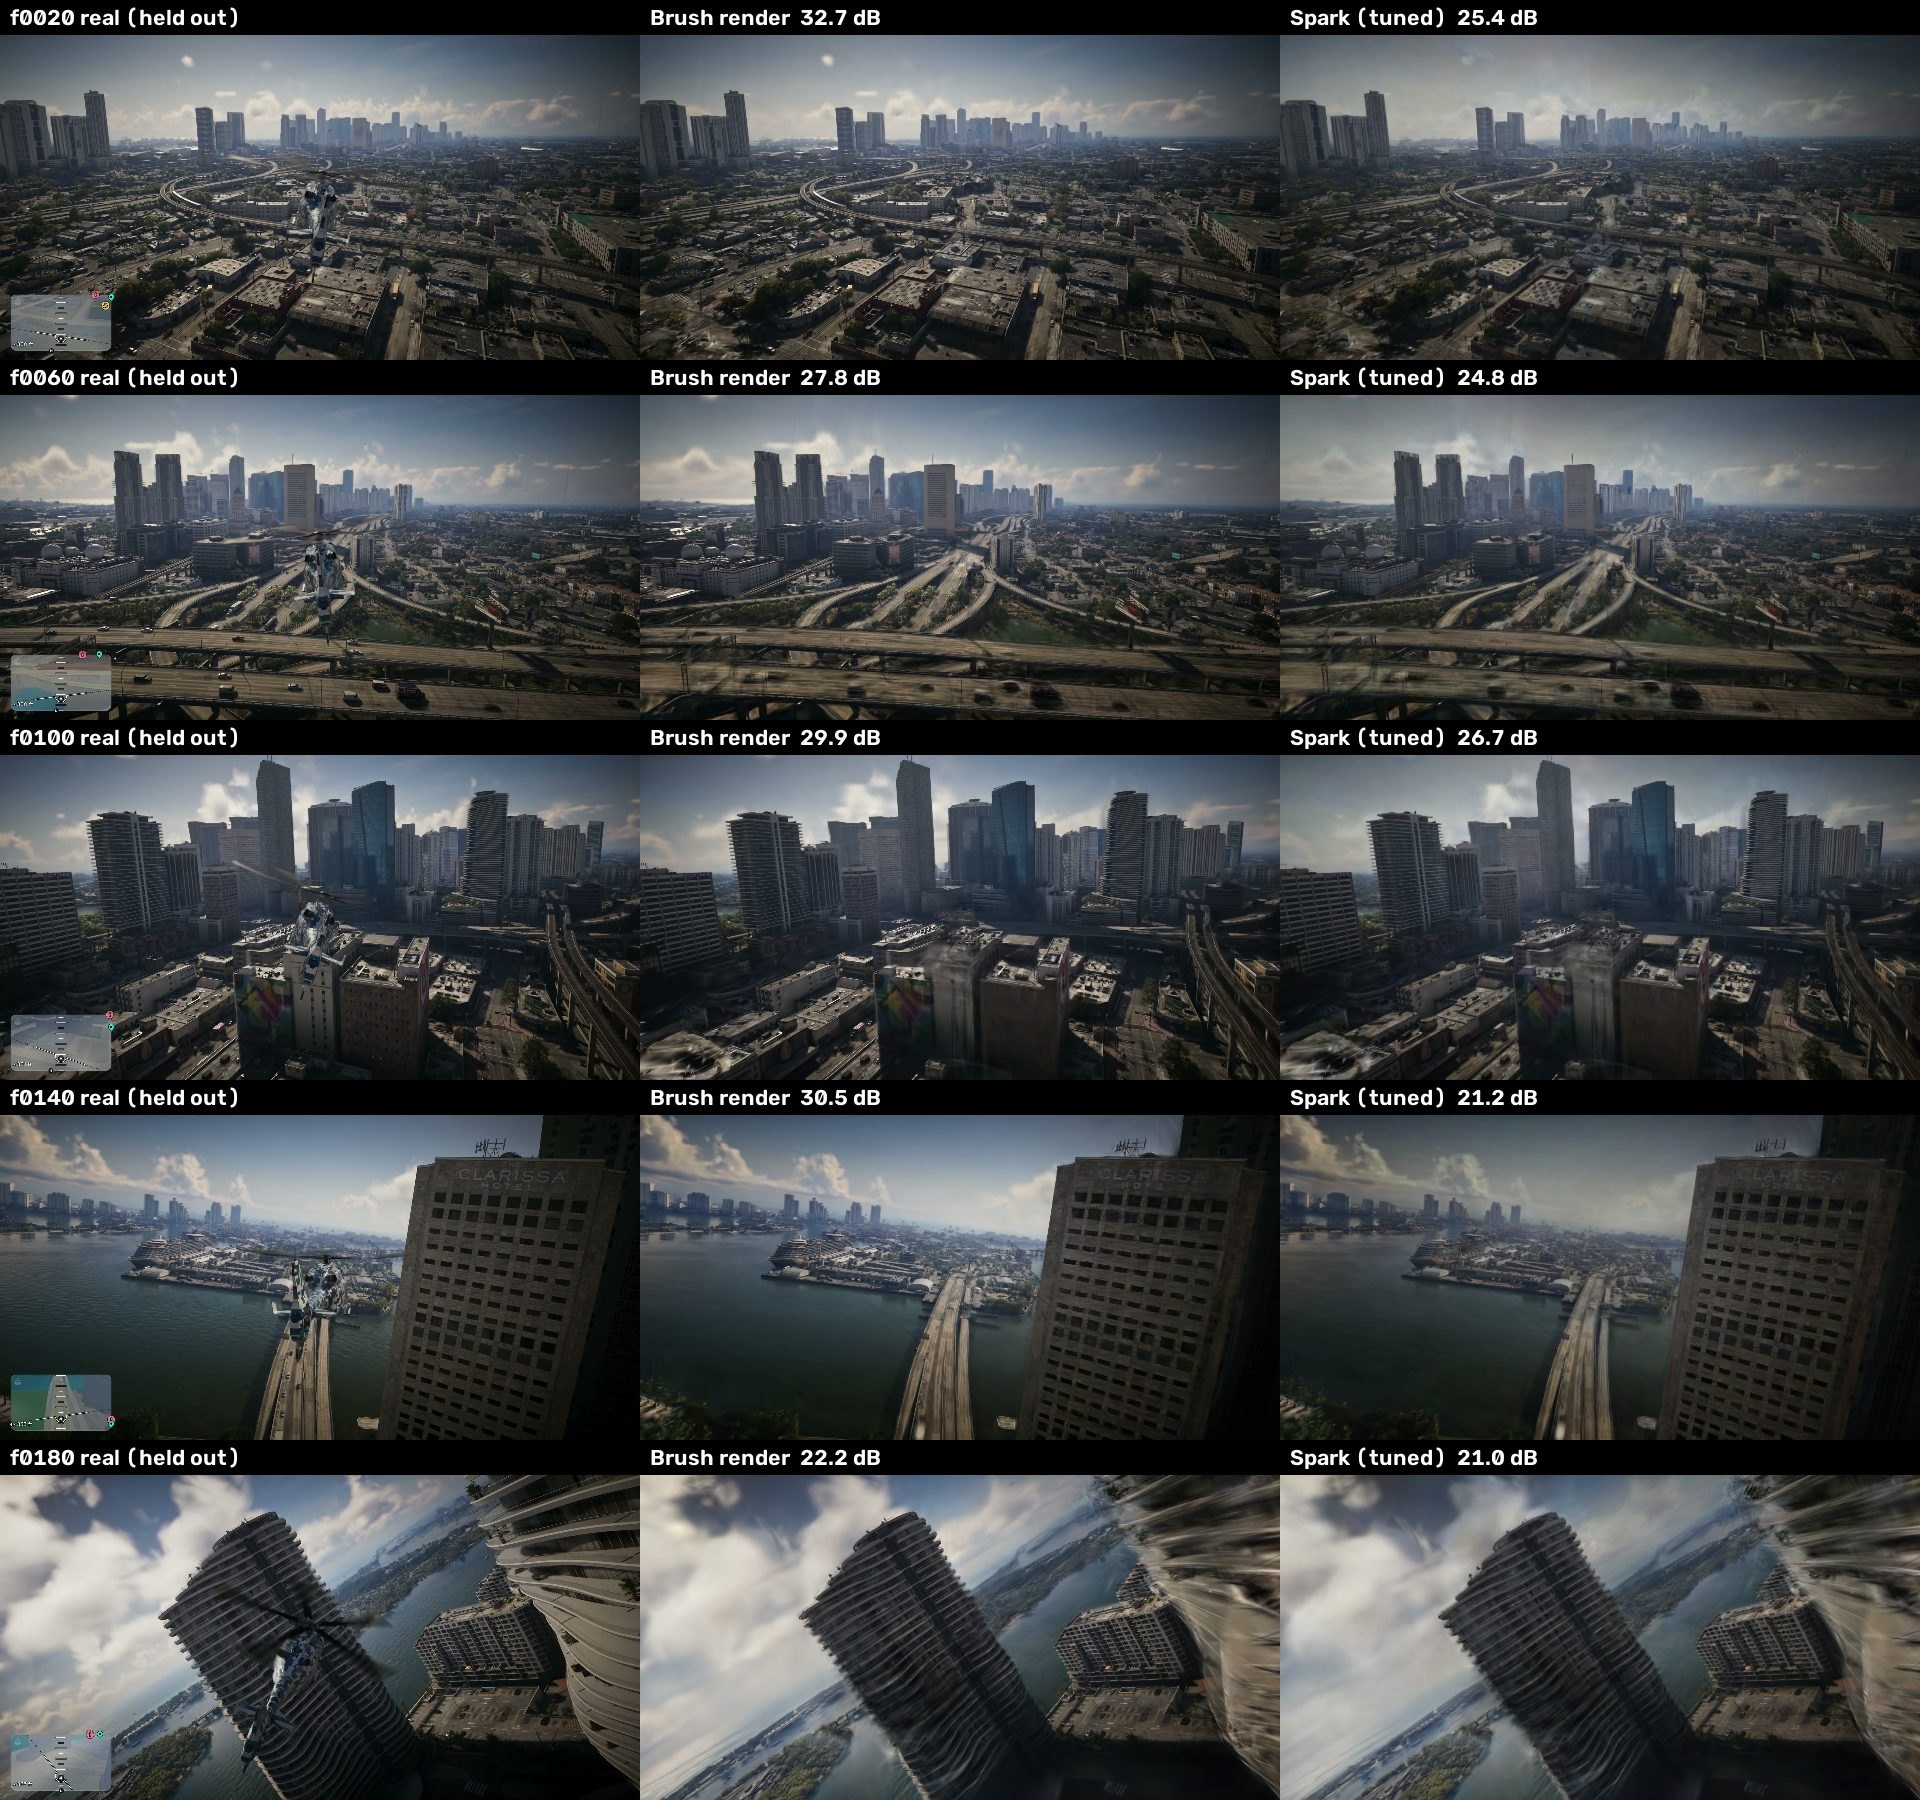 f0020 real (held out)
Brush render 32.7 dB
Spark (tuned) 25.4 dB
f0060 real (held out)
Brush render 27.8 dB
Spark (tuned) 24.8 dB
f0100 real (held out)
Brush render 29.9 dB
Spark (tuned) 26.7 dB
f0140 real (held out)
Brush render 30.5 dB
Spark (tuned) 21.2 dB
CLARISSA
HOTEL
CLARISSA
CLARISSA
f0180 real (held out)
Brush render 22.2 dB
Spark (tuned) 21.0 dB